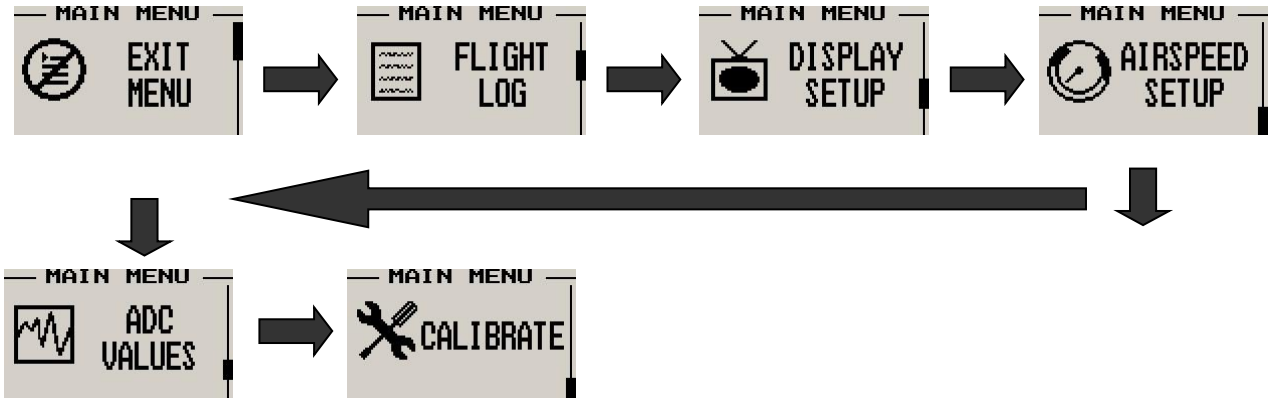 MAIN MENU
EXIT
MENU
MAIN MENU
FLIGHT
LOG
MAIN MENU
DISPLAY
SETUP
MAIN MENU
AIRSPEED
SETUP
MAIN MENU
ADC
VALUES
MAIN MENU
CALIBRATE